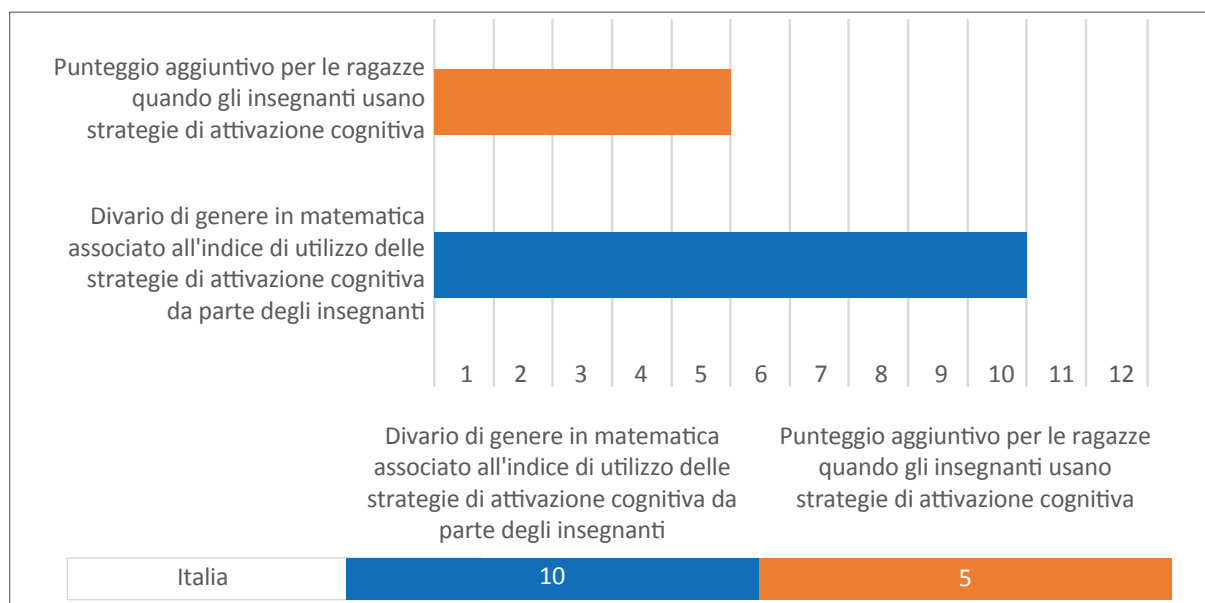 Punteggio aggiuntivo per le ragazze
quando gli insegnanti usano
strategie di attivazione cognitiva
Divario di genere in matematica
associato all'indice di utilizzo delle
strategie di attivazione cognitiva
da parte degli insegnanti
1 2 3 4 5 6 7 8 9 10 11 12
Divario di genere in matematica
associato all'indice di utilizzo delle
strategie di attivazione cognitiva da
parte degli insegnanti
Punteggio aggiuntivo per le ragazze
quando gli insegnanti usano
strategie di attivazione cognitiva
Italia 10 5